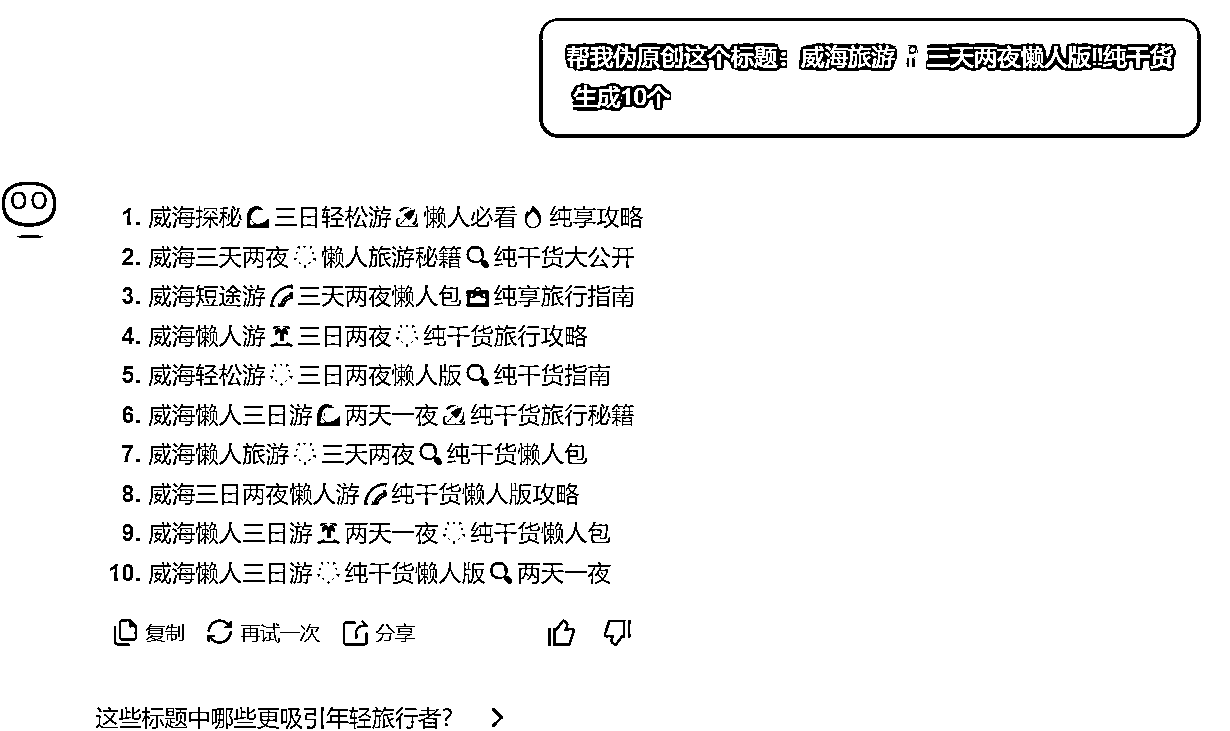 帮我伪原创这个标题：威海旅游 三天两夜懒人版!!纯干货
生成10个
1. 威海探秘🌊三日轻松游🏖️懒人必看🔥纯享攻略
2. 威海三天两夜☀️懒人旅游秘籍🔍纯干货大公开
3. 威海短途游🌈三天两夜懒人包💼纯享旅行指南
4. 威海懒人游🏝️三日两夜☀️纯干货旅行攻略
5. 威海轻松游☀️三日两夜懒人版🔍纯干货指南
6. 威海懒人三日游🌊两天一夜🏖️纯干货旅行秘籍
7. 威海懒人旅游☀️三天两夜🔍纯干货懒人包
8. 威海三日两夜懒人游🌈纯干货懒人版攻略
9. 威海懒人三日游🏝️两天一夜☀️纯干货懒人包
10. 威海懒人三日游☀️纯干货懒人版🔍两天一夜
复制 再试一次 分享
这些标题中哪些更吸引年轻旅行者？